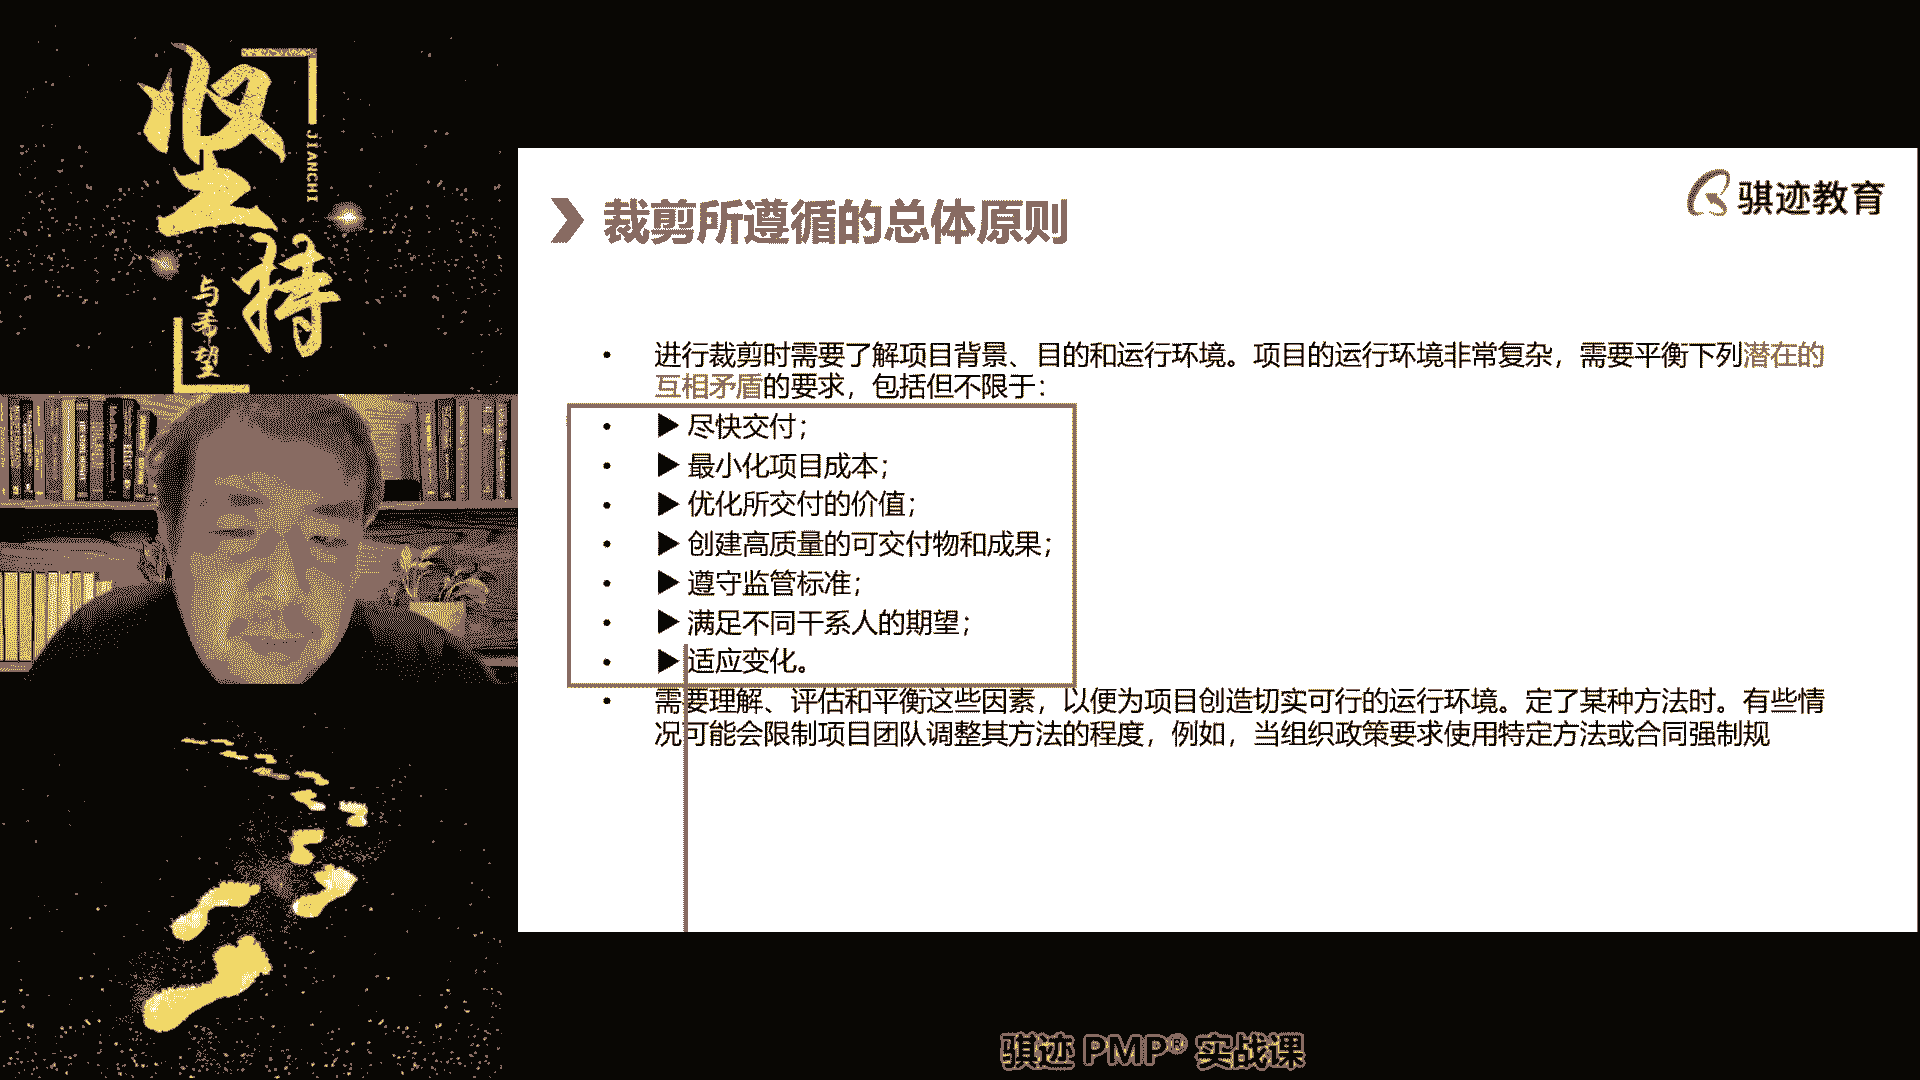 坚持
JIANCHI
与希望
骐迹教育
裁剪所遵循的总体原则
• 进行裁剪时需要了解项目背景、目的和运行环境。项目的运行环境非常复杂，需要平衡下列潜在的
互相矛盾的要求，包括但不限于：
• ▶ 尽快交付；
• ▶ 最小化项目成本；
• ▶ 优化所交付的价值；
• ▶ 创建高质量的可交付物和成果；
• ▶ 遵守监管标准；
• ▶ 满足不同干系人的期望；
• ▶ 适应变化。
• 需要理解、评估和平衡这些因素，以便为项目创造切实可行的运行环境。定了某种方法时。有些情
况可能会限制项目团队调整其方法的程度，例如，当组织政策要求使用特定方法或合同强制规
骐迹 PMP® 实战课